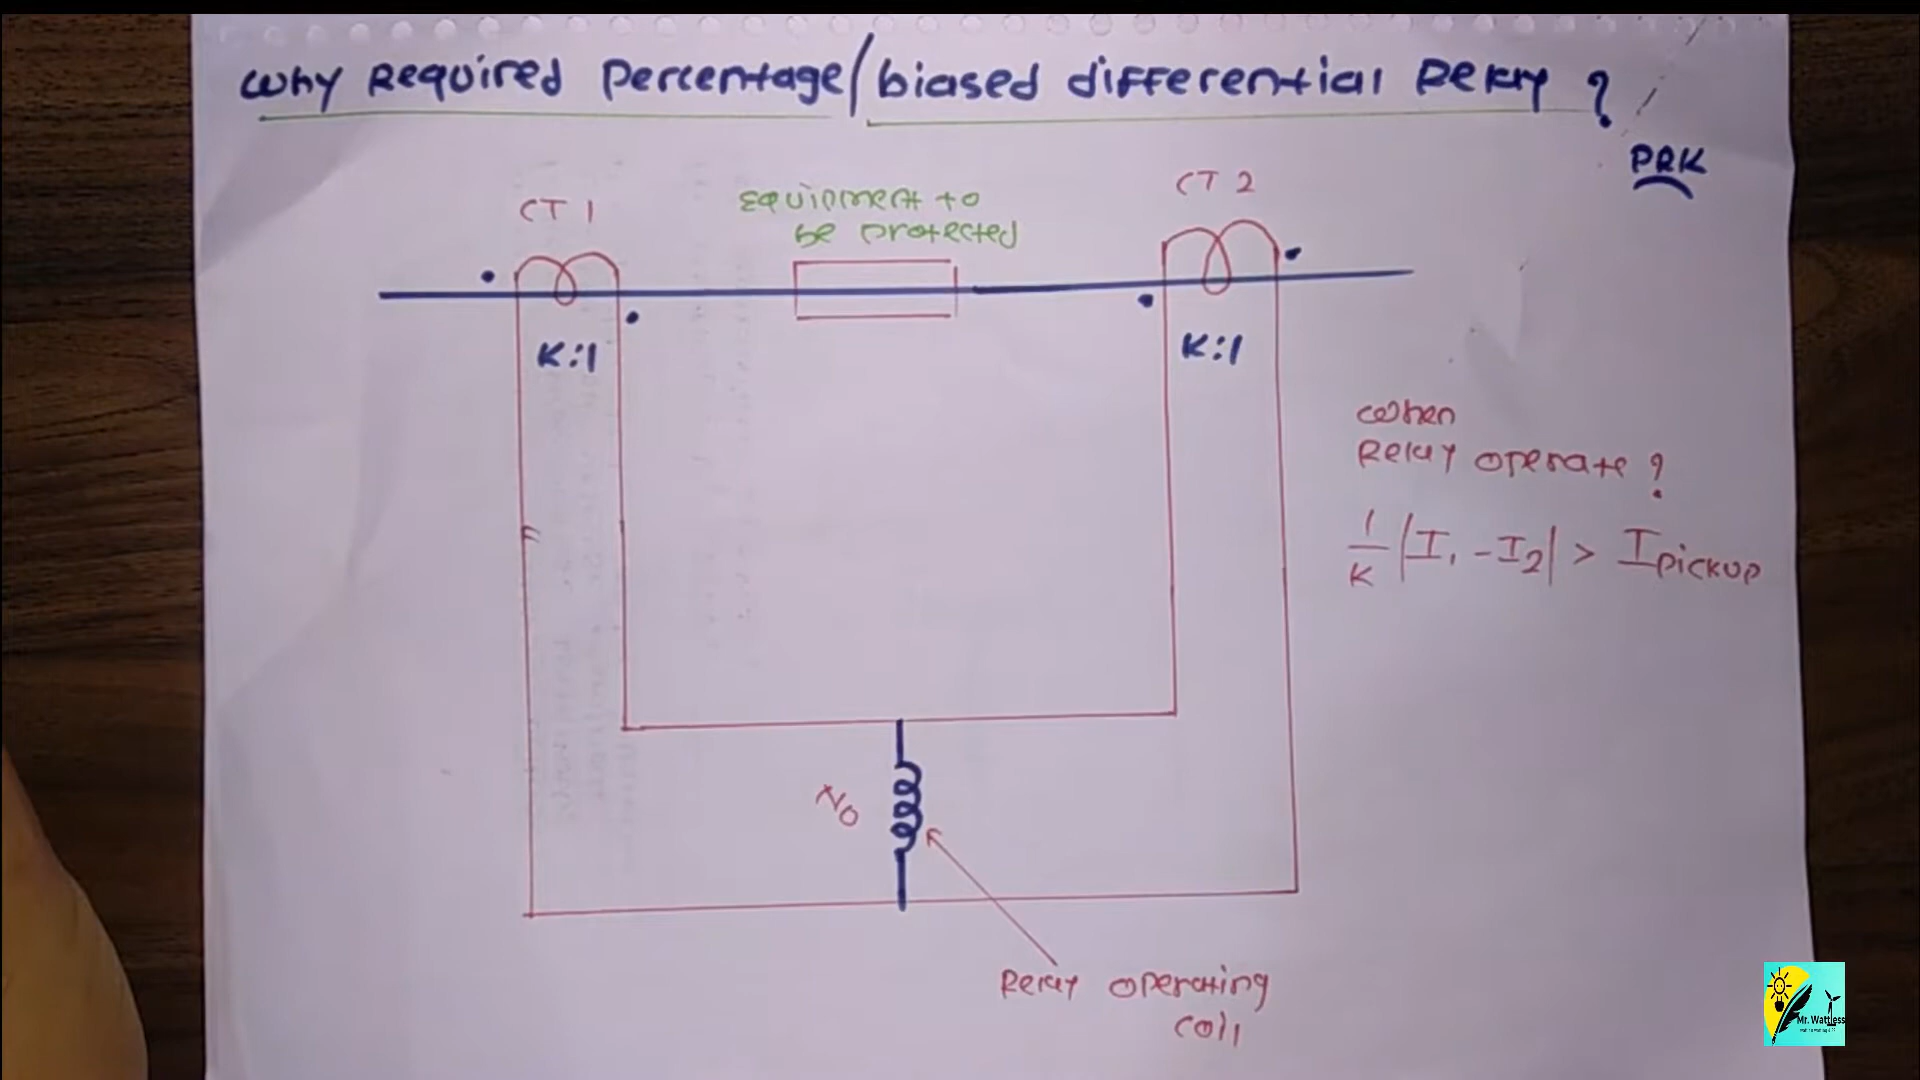 Why Required Percentage/biased differential Relay ?
PRK
CT 1
Equipment to
be protected
CT 2
K:1
K:1
When
Relay operate ?
1/K |I1 - I2| > Ipickup
No
Relay operating
coil
Mr. Wattless